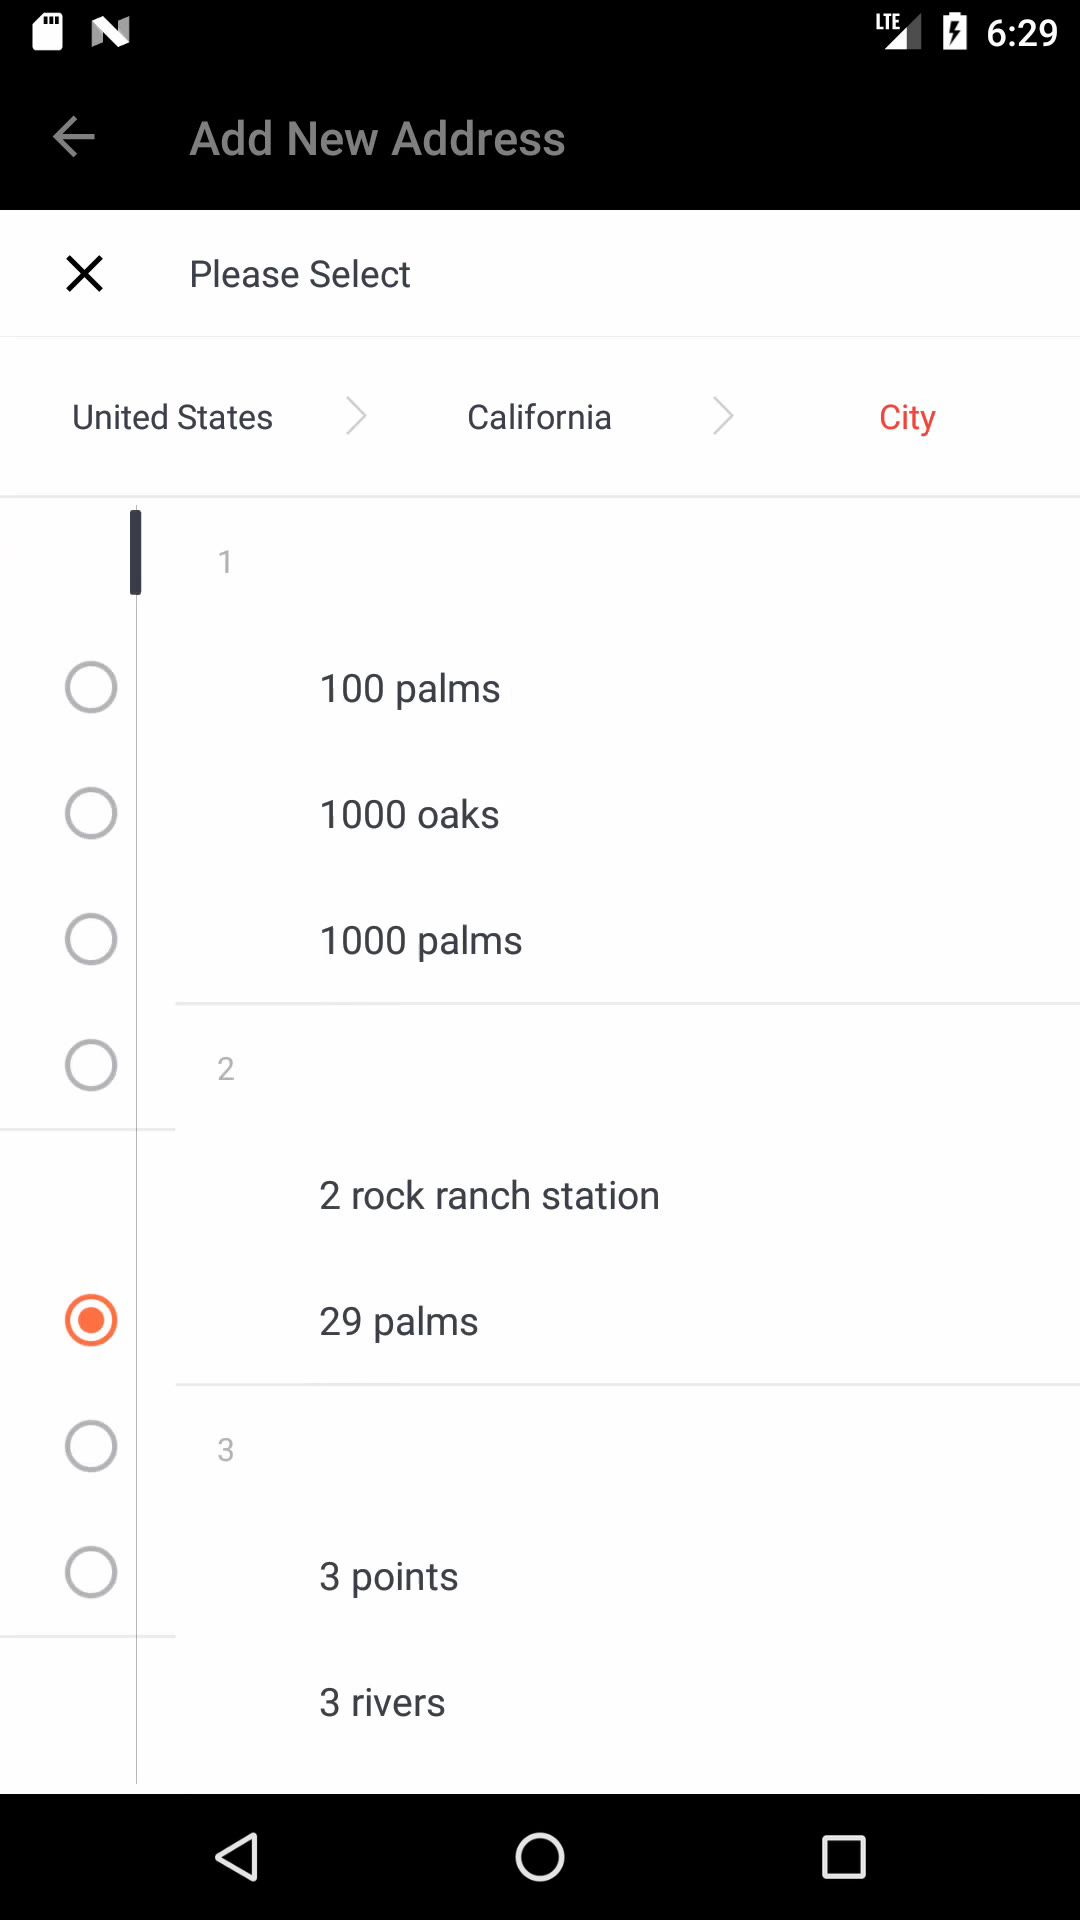 LTE 6:29
Add New Address
Please Select
United States California City
1
100 palms
1000 oaks
1000 palms
2
2 rock ranch station
29 palms
3
3 points
3 rivers